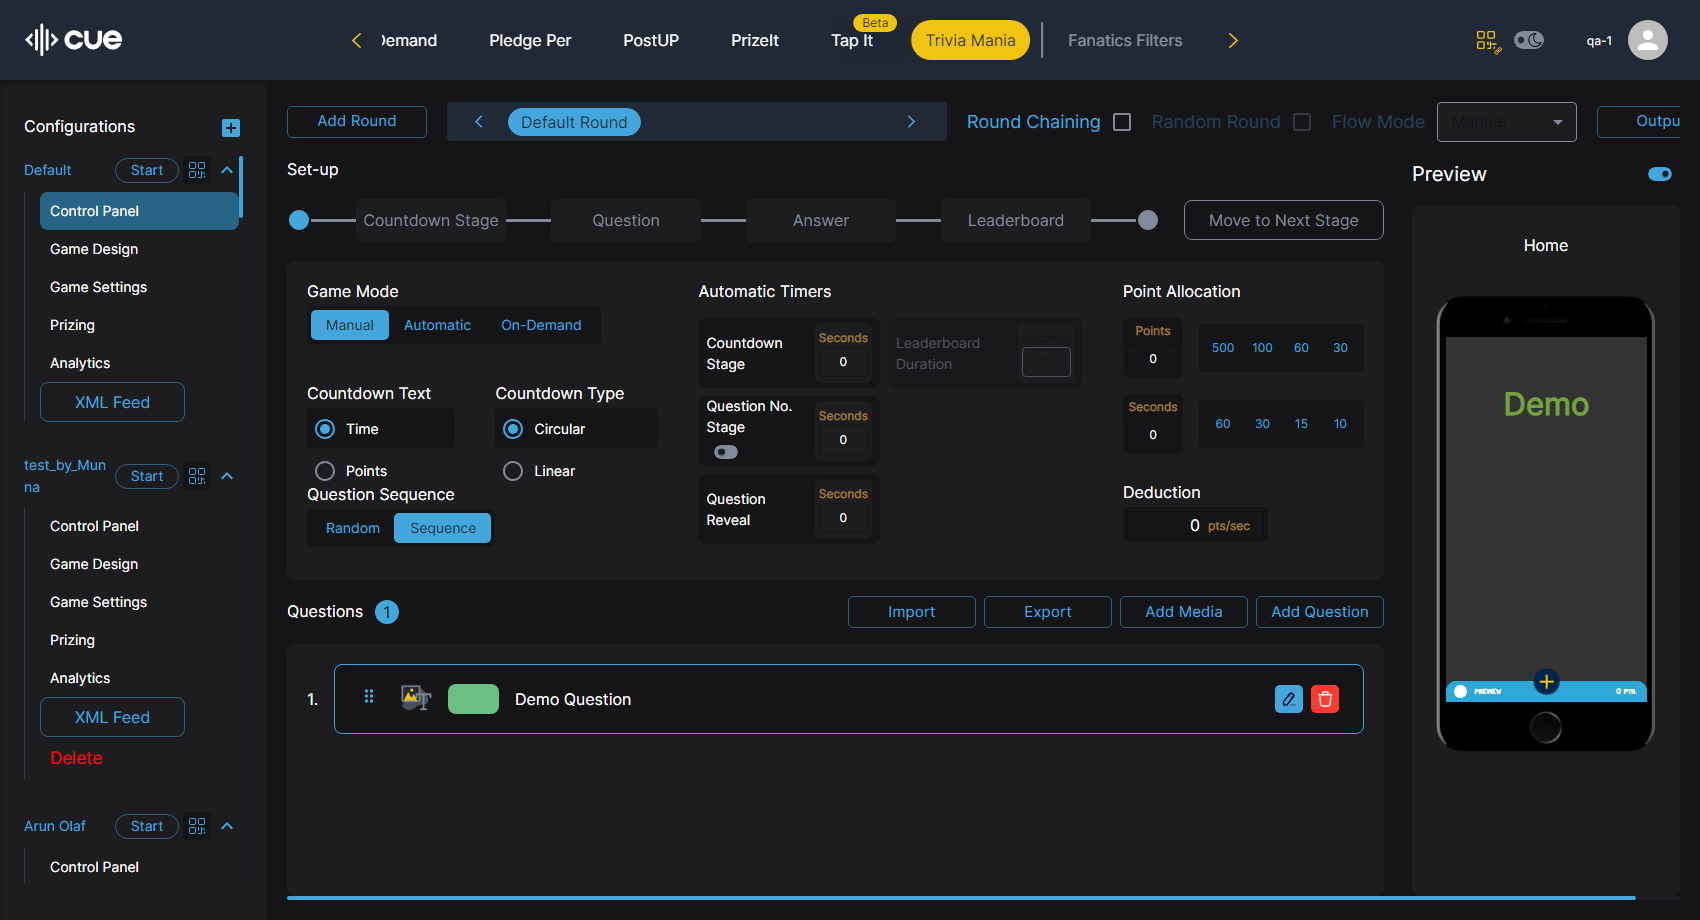 cue
Demand
Pledge Per
PostUP
PrizeIt
Tap It
Beta
Trivia Mania
Fanatics Filters
qa-1
Configurations
Default
Start
Control Panel
Game Design
Game Settings
Prizing
Analytics
XML Feed
test_by_Mun
na
Start
Control Panel
Game Design
Game Settings
Prizing
Analytics
XML Feed
Delete
Arun Olaf
Start
Control Panel
Add Round
Default Round
Round Chaining
Random Round
Flow Mode
Manual
Outpu
Set-up
Countdown Stage
Question
Answer
Leaderboard
Move to Next Stage
Game Mode
Manual
Automatic
On-Demand
Countdown Text
Time
Points
Countdown Type
Circular
Linear
Question Sequence
Random
Sequence
Automatic Timers
Countdown
Stage
Seconds
0
Leaderboard
Duration
Question No.
Stage
Seconds
0
Question
Reveal
Seconds
0
Point Allocation
Points
0
500 100 60 30
Seconds
0
60 30 15 10
Deduction
0 pts/sec
Questions 1
Import
Export
Add Media
Add Question
1.
Demo Question
Preview
Home
Demo
PREVIEW
0 PTS.